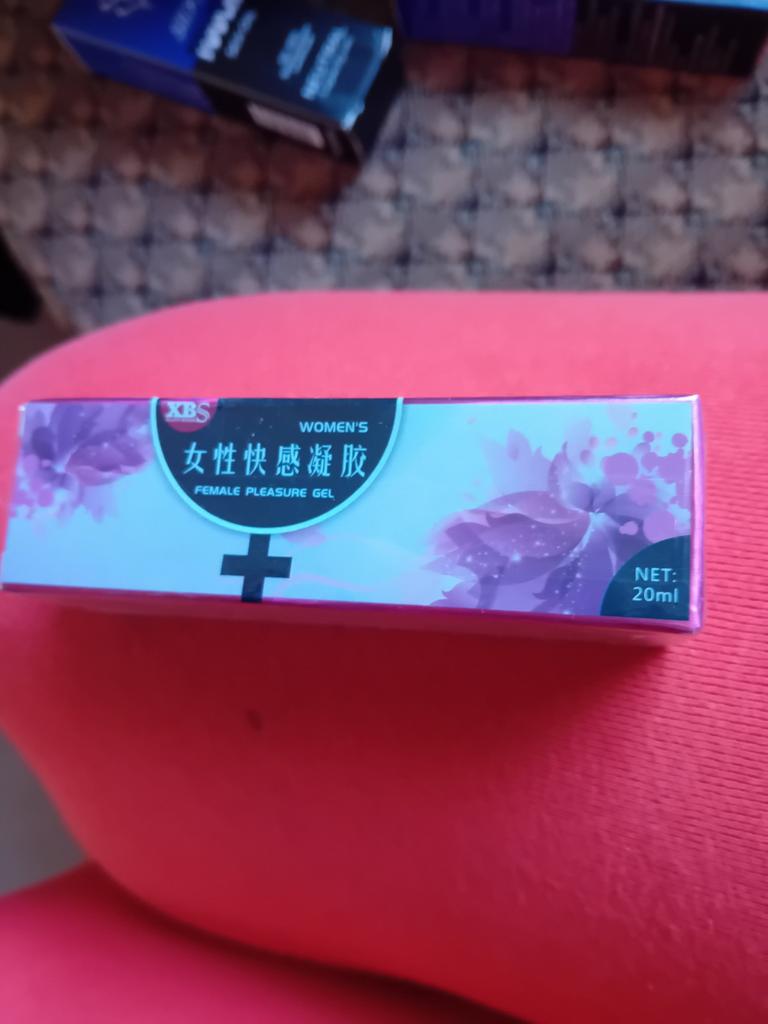 XBS
WOMEN'S
女性快感凝胶
FEMALE PLEASURE GEL
NET:
20ml